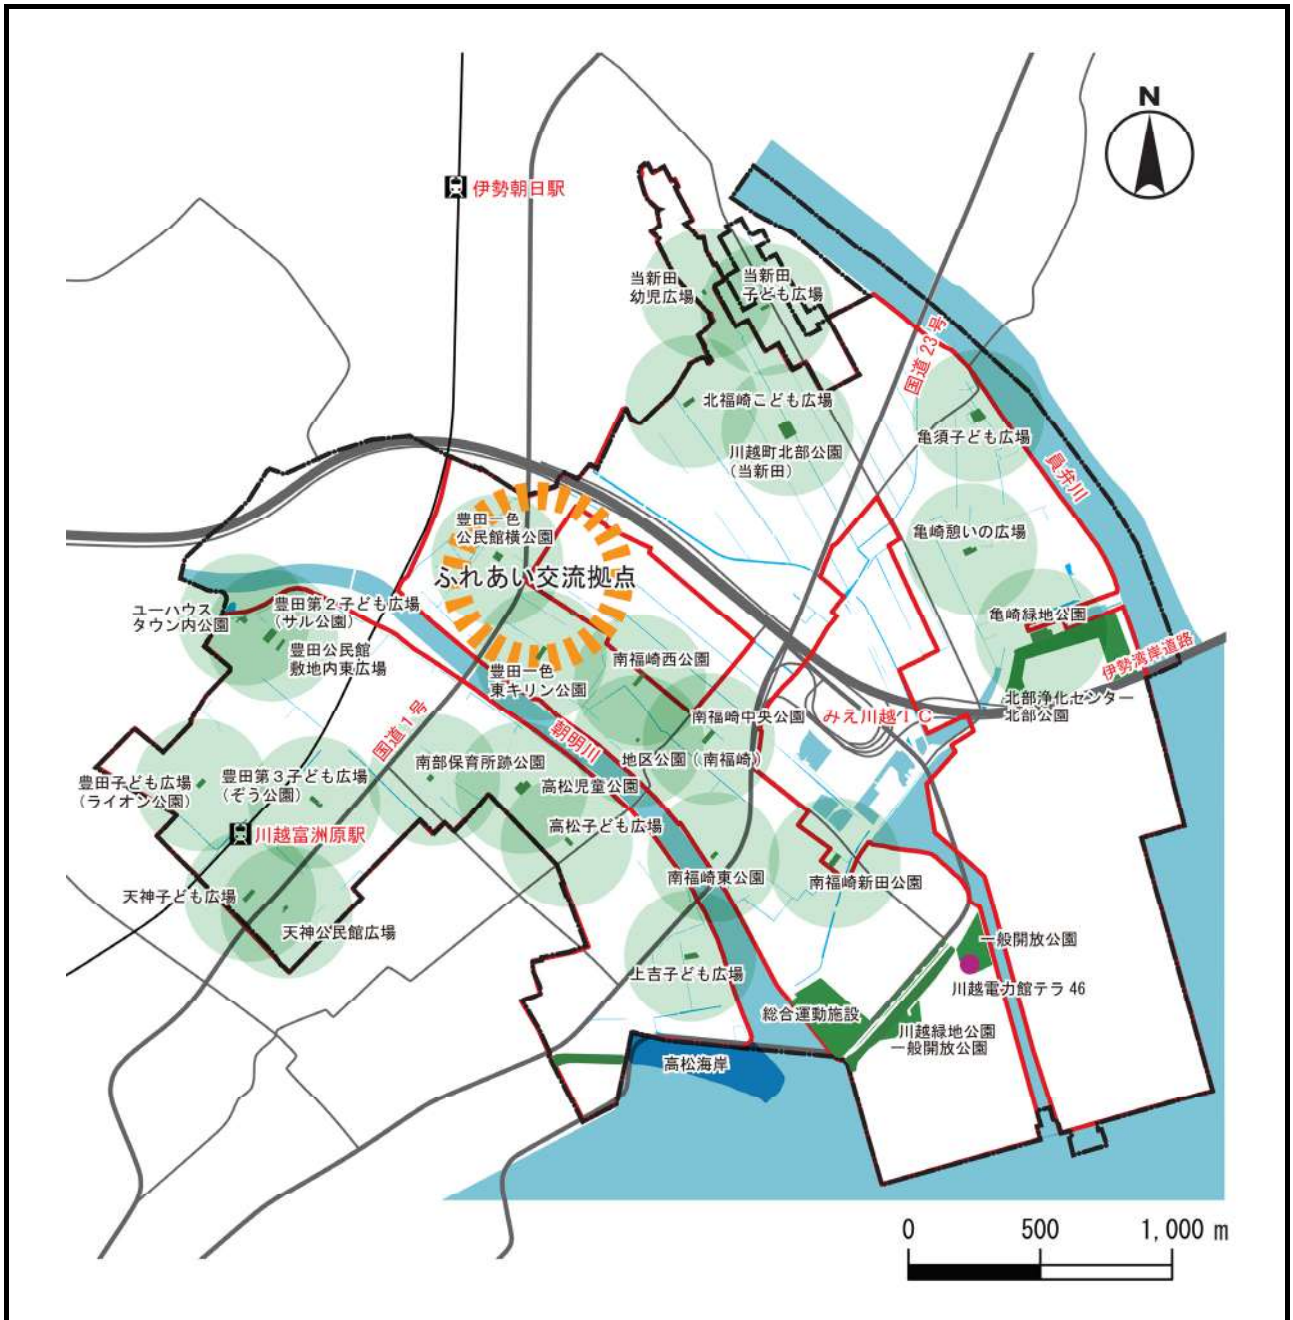 N
伊勢朝日駅
当新田
幼児広場
当新田
子ども広場
国道 23 号
北福崎こども広場
亀須子ども広場
川越町北部公園
(当新田)
員弁川
豊田一色
公民館横公園
亀崎憩いの広場
ふれあい交流拠点
ユーハウス
タウン内公園
豊田第2子ども広場
(サル公園)
亀崎緑地公園
豊田公民館
敷地内東広場
南福崎西公園
伊勢湾岸道路
豊田一色
東キリン公園
北部浄化センター
北部公園
国道1号
朝明川
南福崎中央公園
みえ川越IC
南部保育所跡公園
地区公園(南福崎)
豊田子ども広場
(ライオン公園)
豊田第3子ども広場
(ぞう公園)
高松児童公園
川越富洲原駅
高松子ども広場
南福崎東公園
南福崎新田公園
天神子ども広場
天神公民館広場
一般開放公園
上吉子ども広場
川越電力館テラ 46
総合運動施設
川越緑地公園
一般開放公園
高松海岸
0 500 1,000 m